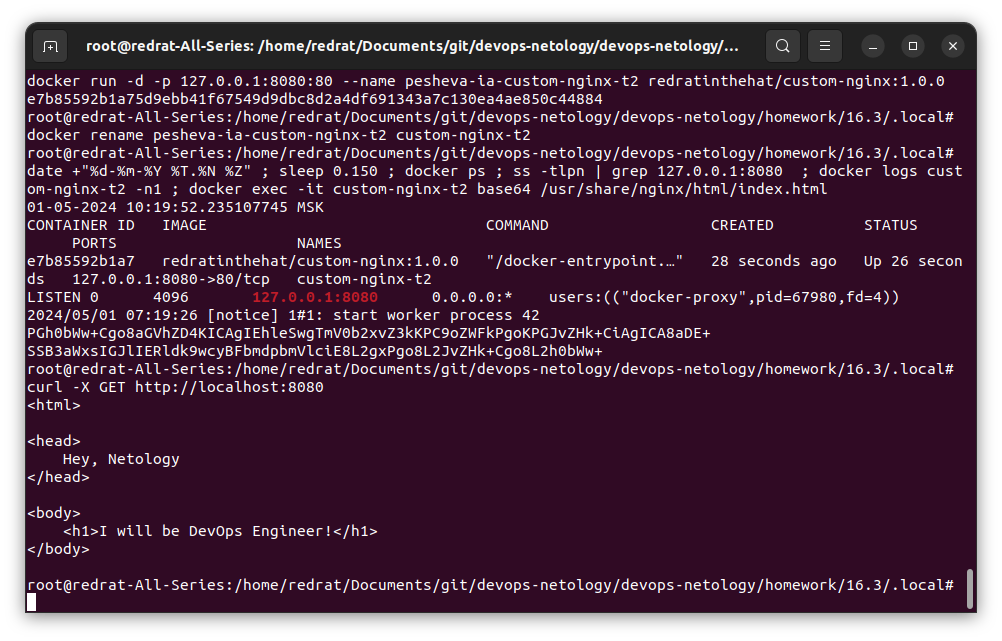 root@redrat-All-Series: /home/redrat/Documents/git/devops-netology/devops-netology/...
docker run -d -p 127.0.0.1:8080:80 --name pesheva-ia-custom-nginx-t2 redratinthehat/custom-nginx:1.0.0
e7b85592b1a75d9ebb41f67549d9dbc8d2a4df691343a7c130ea4ae850c44884
root@redrat-All-Series:/home/redrat/Documents/git/devops-netology/devops-netology/homework/16.3/.local#
docker rename pesheva-ia-custom-nginx-t2 custom-nginx-t2
root@redrat-All-Series:/home/redrat/Documents/git/devops-netology/devops-netology/homework/16.3/.local#
date +"%d-%m-%Y %T.%N %Z" ; sleep 0.150 ; docker ps ; ss -tlpn | grep 127.0.0.1:8080  ; docker logs cust
om-nginx-t2 -n1 ; docker exec -it custom-nginx-t2 base64 /usr/share/nginx/html/index.html
01-05-2024 10:19:52.235107745 MSK
CONTAINER ID   IMAGE                               COMMAND                  CREATED          STATUS
     PORTS                    NAMES
e7b85592b1a7   redratinthehat/custom-nginx:1.0.0   "/docker-entrypoint.…"   28 seconds ago   Up 26 secon
ds   127.0.0.1:8080->80/tcp   custom-nginx-t2
LISTEN 0      4096       127.0.0.1:8080      0.0.0.0:*    users:(("docker-proxy",pid=67980,fd=4))
2024/05/01 07:19:26 [notice] 1#1: start worker process 42
PGh0bWw+Cgo8aGVhZD4KICAgIEhleSwgTmV0b2xvZ3kKPC9oZWFkPgoKPGJvZHk+CiAgICA8aDE+
SSB3aWxsIGJlIERldk9wcyBFbmdpbmVlciE8L2gxPgo8L2JvZHk+Cgo8L2h0bWw+
root@redrat-All-Series:/home/redrat/Documents/git/devops-netology/devops-netology/homework/16.3/.local#
curl -X GET http://localhost:8080
<html>
<head>
    Hey, Netology
</head>
<body>
    <h1>I will be DevOps Engineer!</h1>
</body>
root@redrat-All-Series:/home/redrat/Documents/git/devops-netology/devops-netology/homework/16.3/.local#